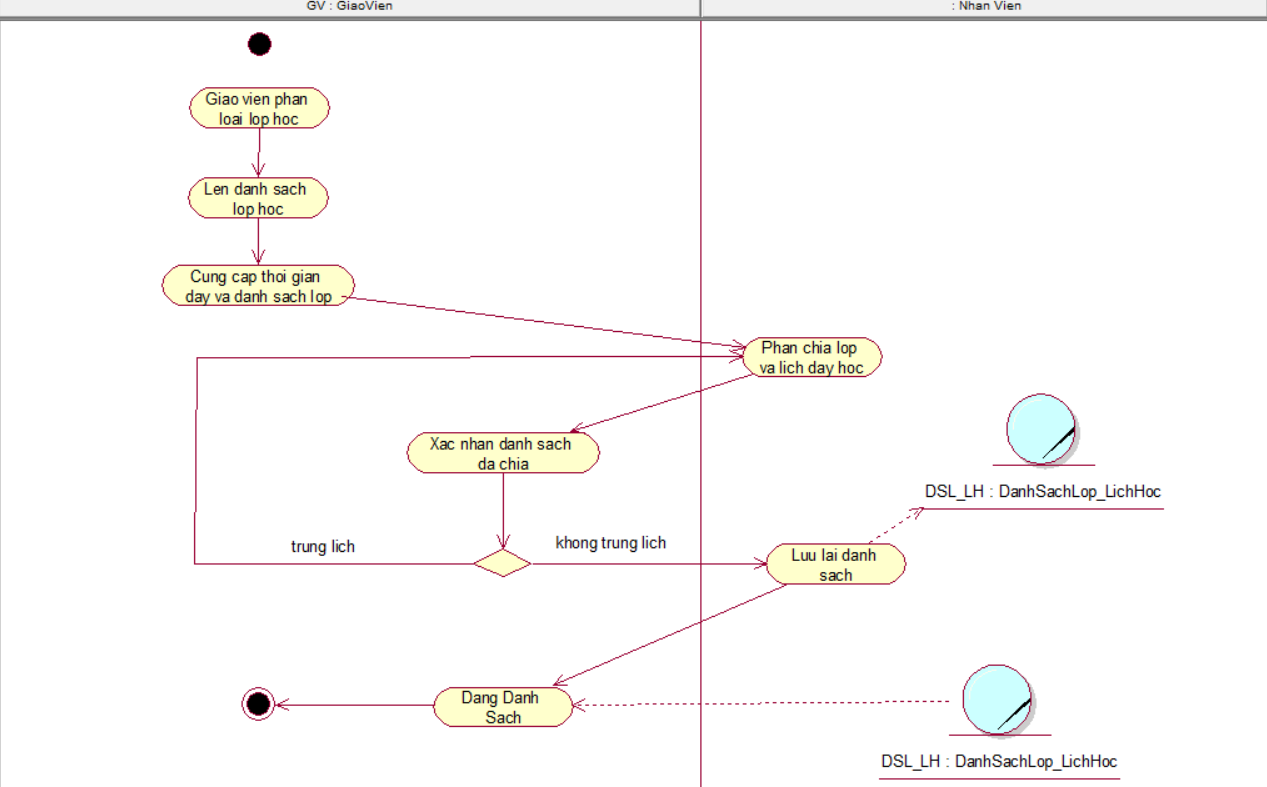 GV : GiaoVien
: Nhan Vien
Giao vien phan
loai lop hoc
Len danh sach
lop hoc
Cung cap thoi gian
day va danh sach lop
Phan chia lop
va lich day hoc
Xac nhan danh sach
da chia
DSL_LH : DanhSachLop_LichHoc
trung lich
khong trung lich
Luu lai danh
sach
Dang Danh
Sach
DSL_LH : DanhSachLop_LichHoc